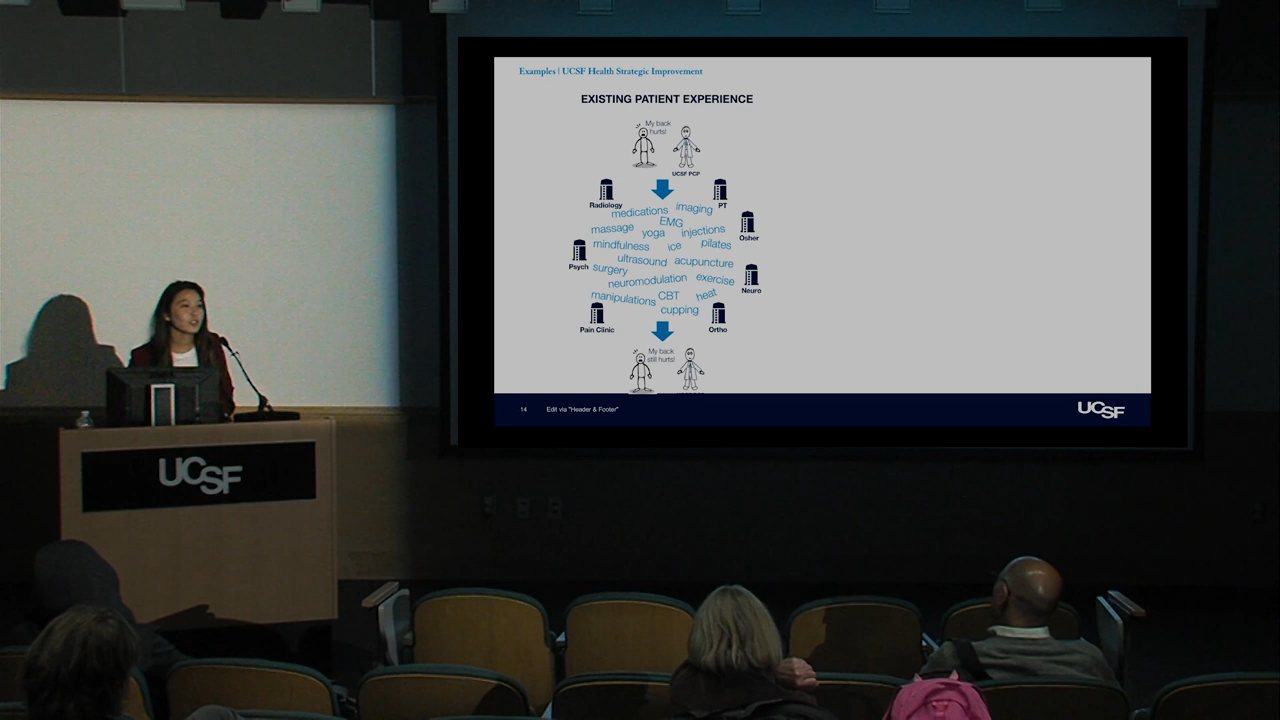 Examples | UCSF Health Strategic Improvement
EXISTING PATIENT EXPERIENCE
My back
hurts!
UCSF PCP
Radiology
PT
medications
imaging
EMG
massage
yoga
injections
Osher
mindfulness
ice
pilates
Psych
ultrasound
acupuncture
surgery
neuromodulation
exercise
Neuro
manipulations
CBT
heat
cupping
Pain Clinic
Ortho
My back
still hurts!
14
Edit via "Header & Footer"
UCSF
UCSF